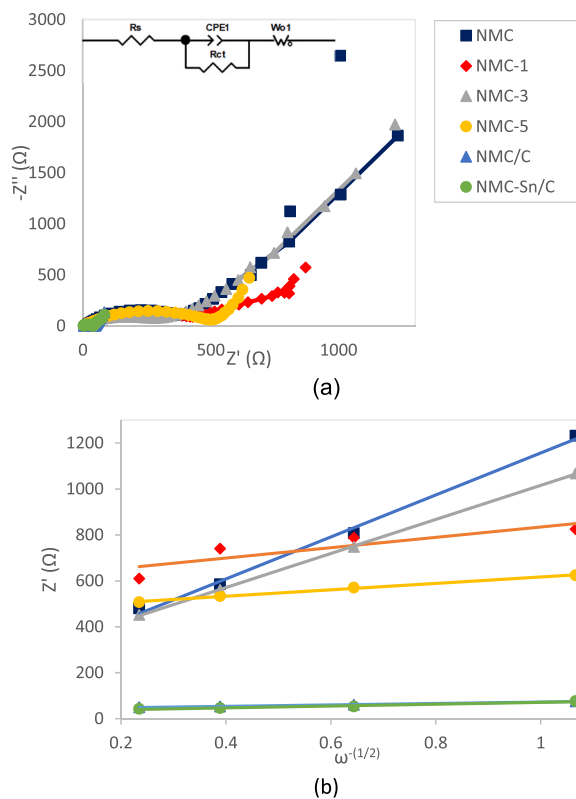 Rs CPE1 Wo1
Rct
-Z'' (Ω)
3000
2500
2000
1500
1000
500
0
0 500 1000
Z' (Ω)
NMC
NMC-1
NMC-3
NMC-5
NMC/C
NMC-Sn/C
(a)
Z' (Ω)
1200
1000
800
600
400
200
0
0.2 0.4 0.6 0.8 1
ω-(1/2)
(b)